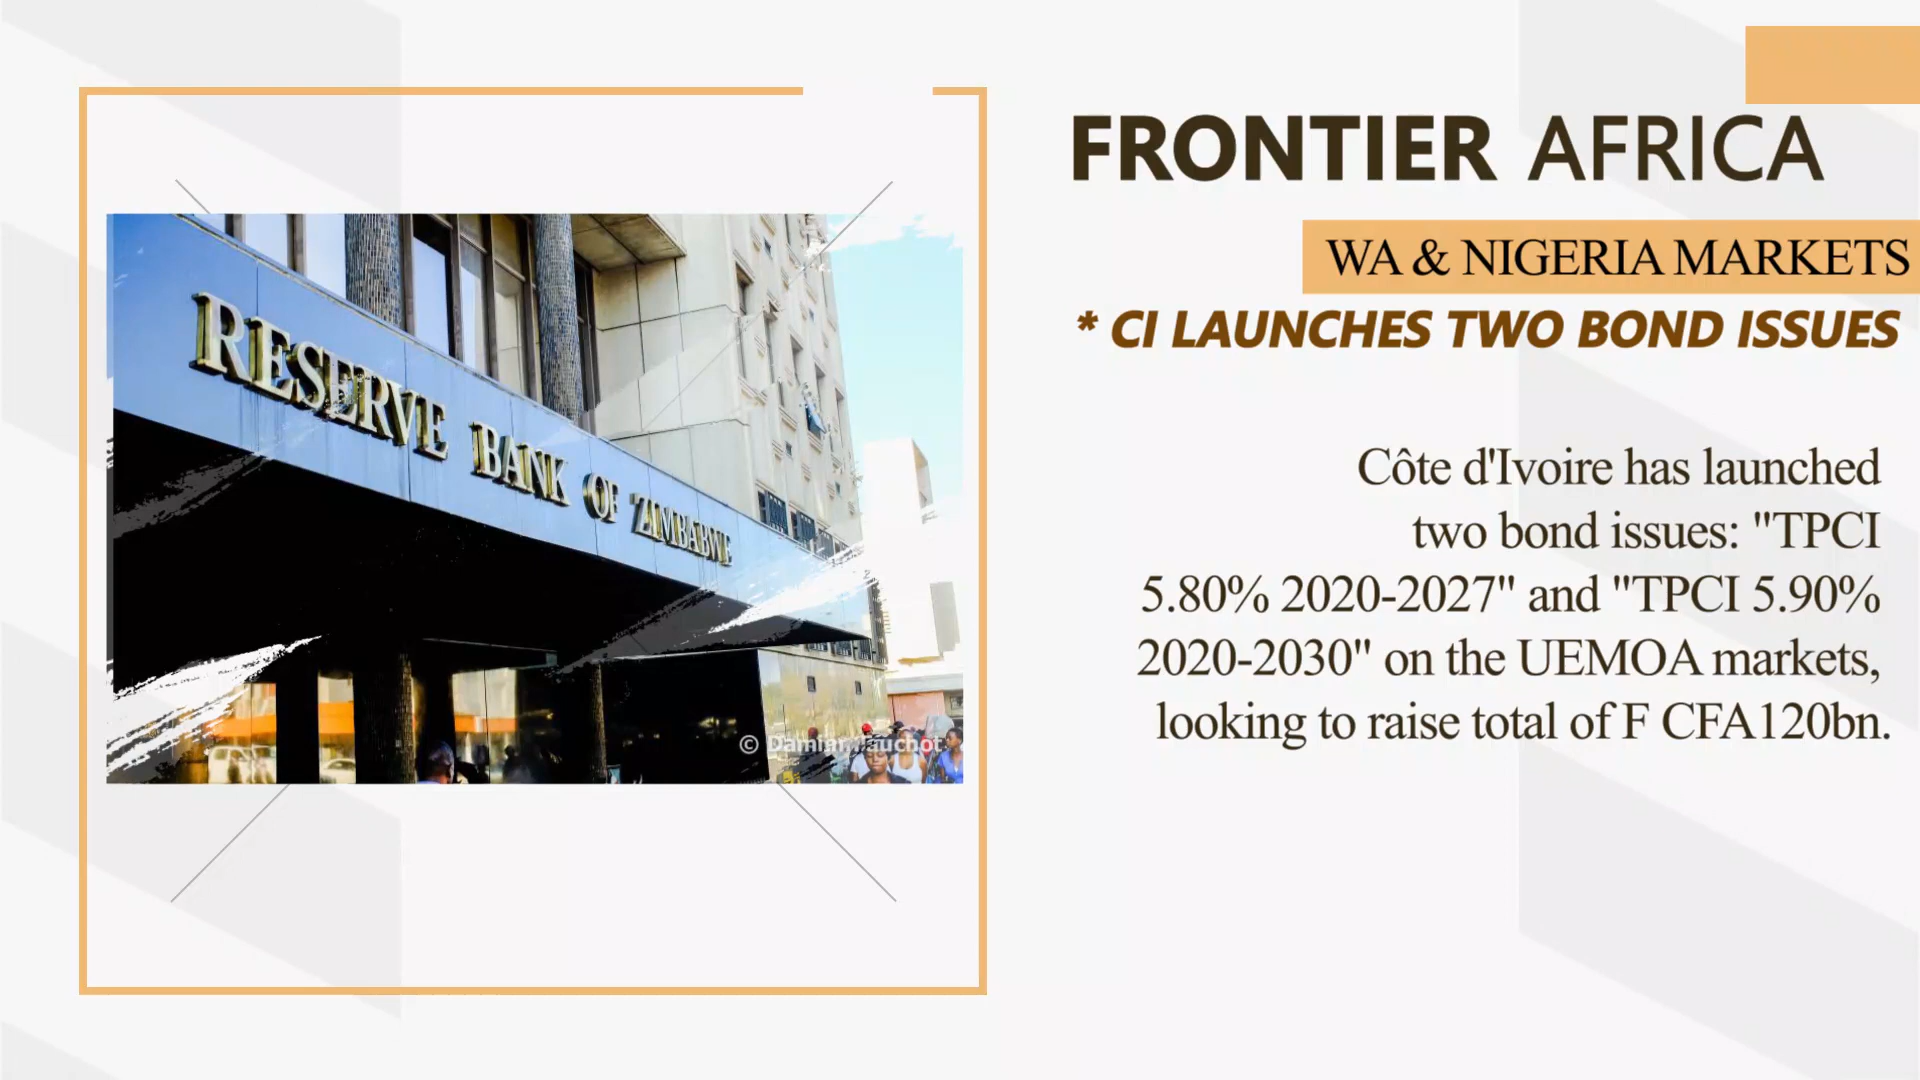 FRONTIER AFRICA
WA & NIGERIA MARKETS
* CI LAUNCHES TWO BOND ISSUES
RESERVE BANK OF ZIMBABWE
Côte d'Ivoire has launched
two bond issues: "TPCI
5.80% 2020-2027" and "TPCI 5.90%
2020-2030" on the UEMOA markets,
looking to raise total of F CFA120bn.
©